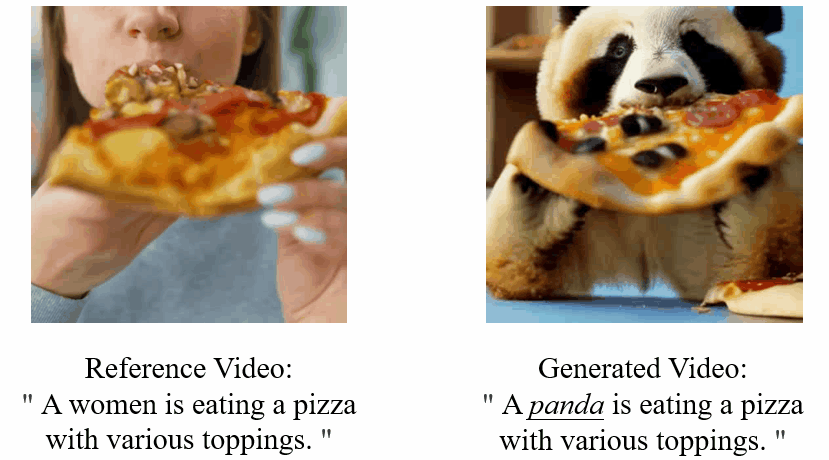 Reference Video:
" A women is eating a pizza
with various toppings. "
Generated Video:
" A panda is eating a pizza
with various toppings. "